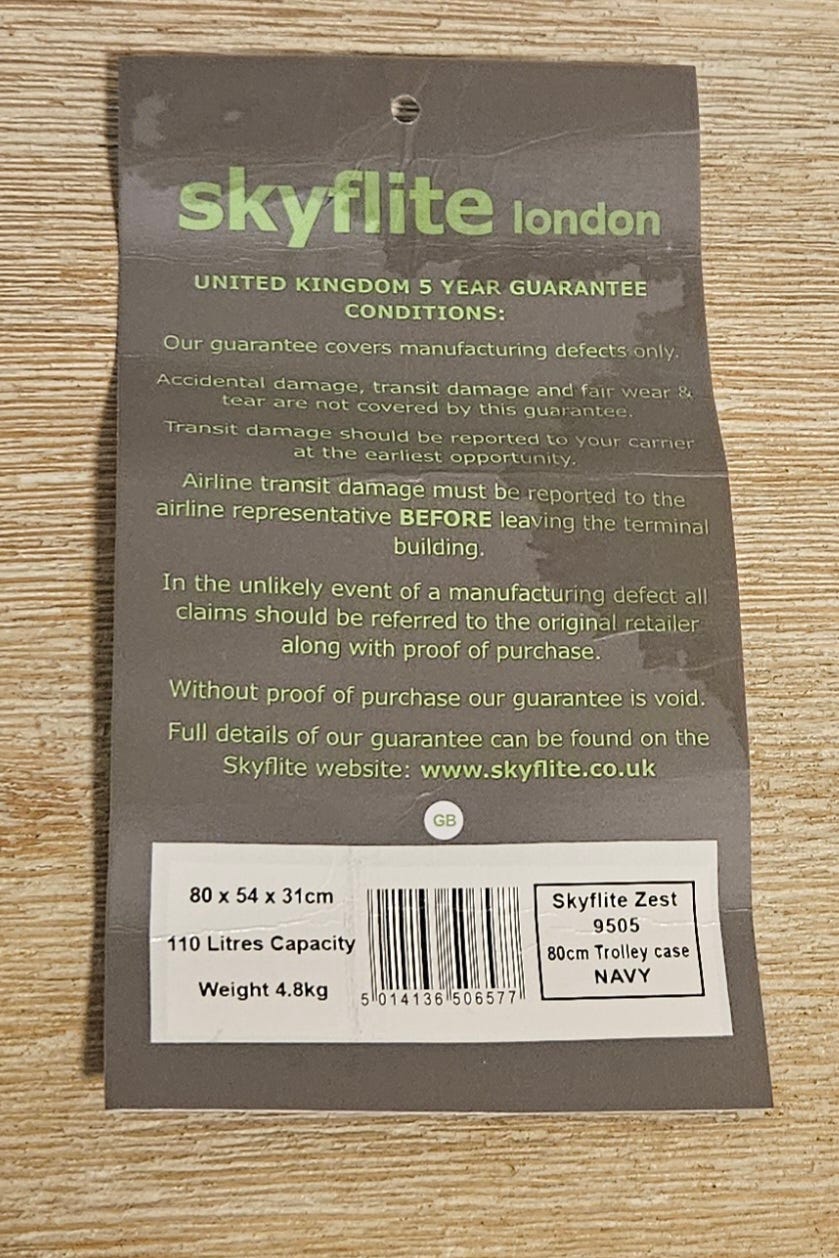 skyflite london
UNITED KINGDOM 5 YEAR GUARANTEE
CONDITIONS:
Our guarantee covers manufacturing defects only.
Accidental damage, transit damage and fair wear &
tear are not covered by this guarantee.
Transit damage should be reported to your carrier
at the earliest opportunity.
Airline transit damage must be reported to the
airline representative BEFORE leaving the terminal
building.
In the unlikely event of a manufacturing defect all
claims should be referred to the original retailer
along with proof of purchase.
Without proof of purchase our guarantee is void.
Full details of our guarantee can be found on the
Skyflite website: www.skyflite.co.uk
GB
80 x 54 x 31cm
110 Litres Capacity
Weight 4.8kg
5 014136 506577
Skyflite Zest
9505
80cm Trolley case
NAVY